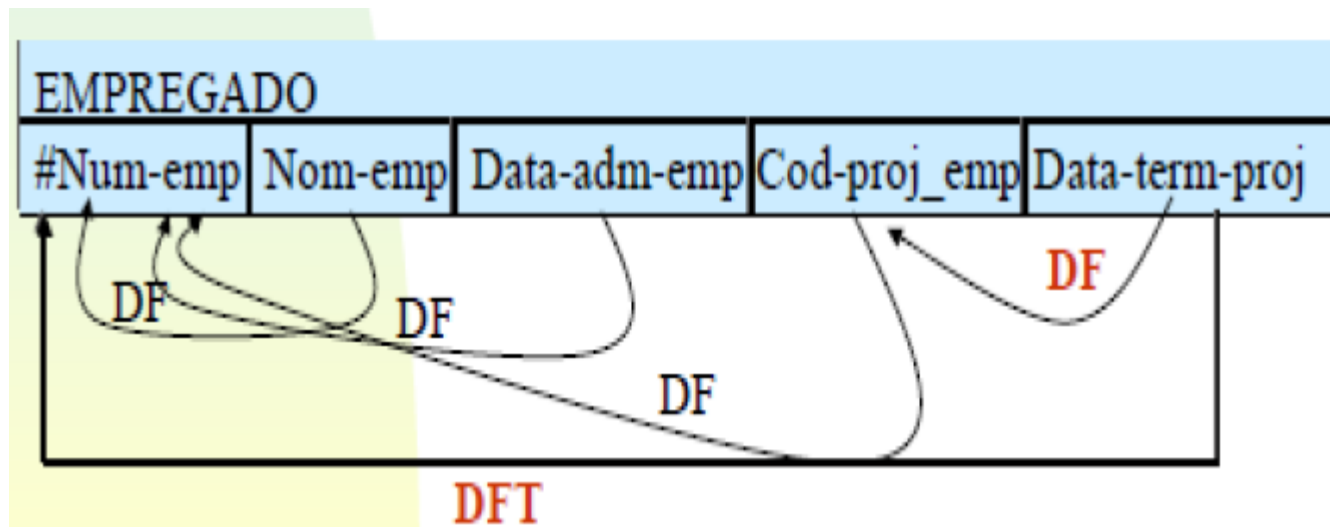 EMPREGADO
#Num-emp Nom-emp Data-adm-emp Cod-proj_emp Data-term-proj
DF
DF
DF
DF
DFT